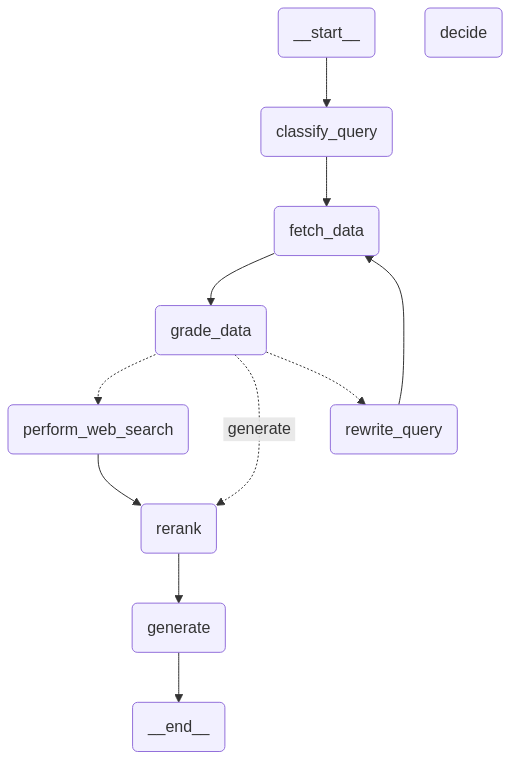 __start__
decide
classify_query
fetch_data
grade_data
perform_web_search
generate
rewrite_query
rerank
generate
__end__